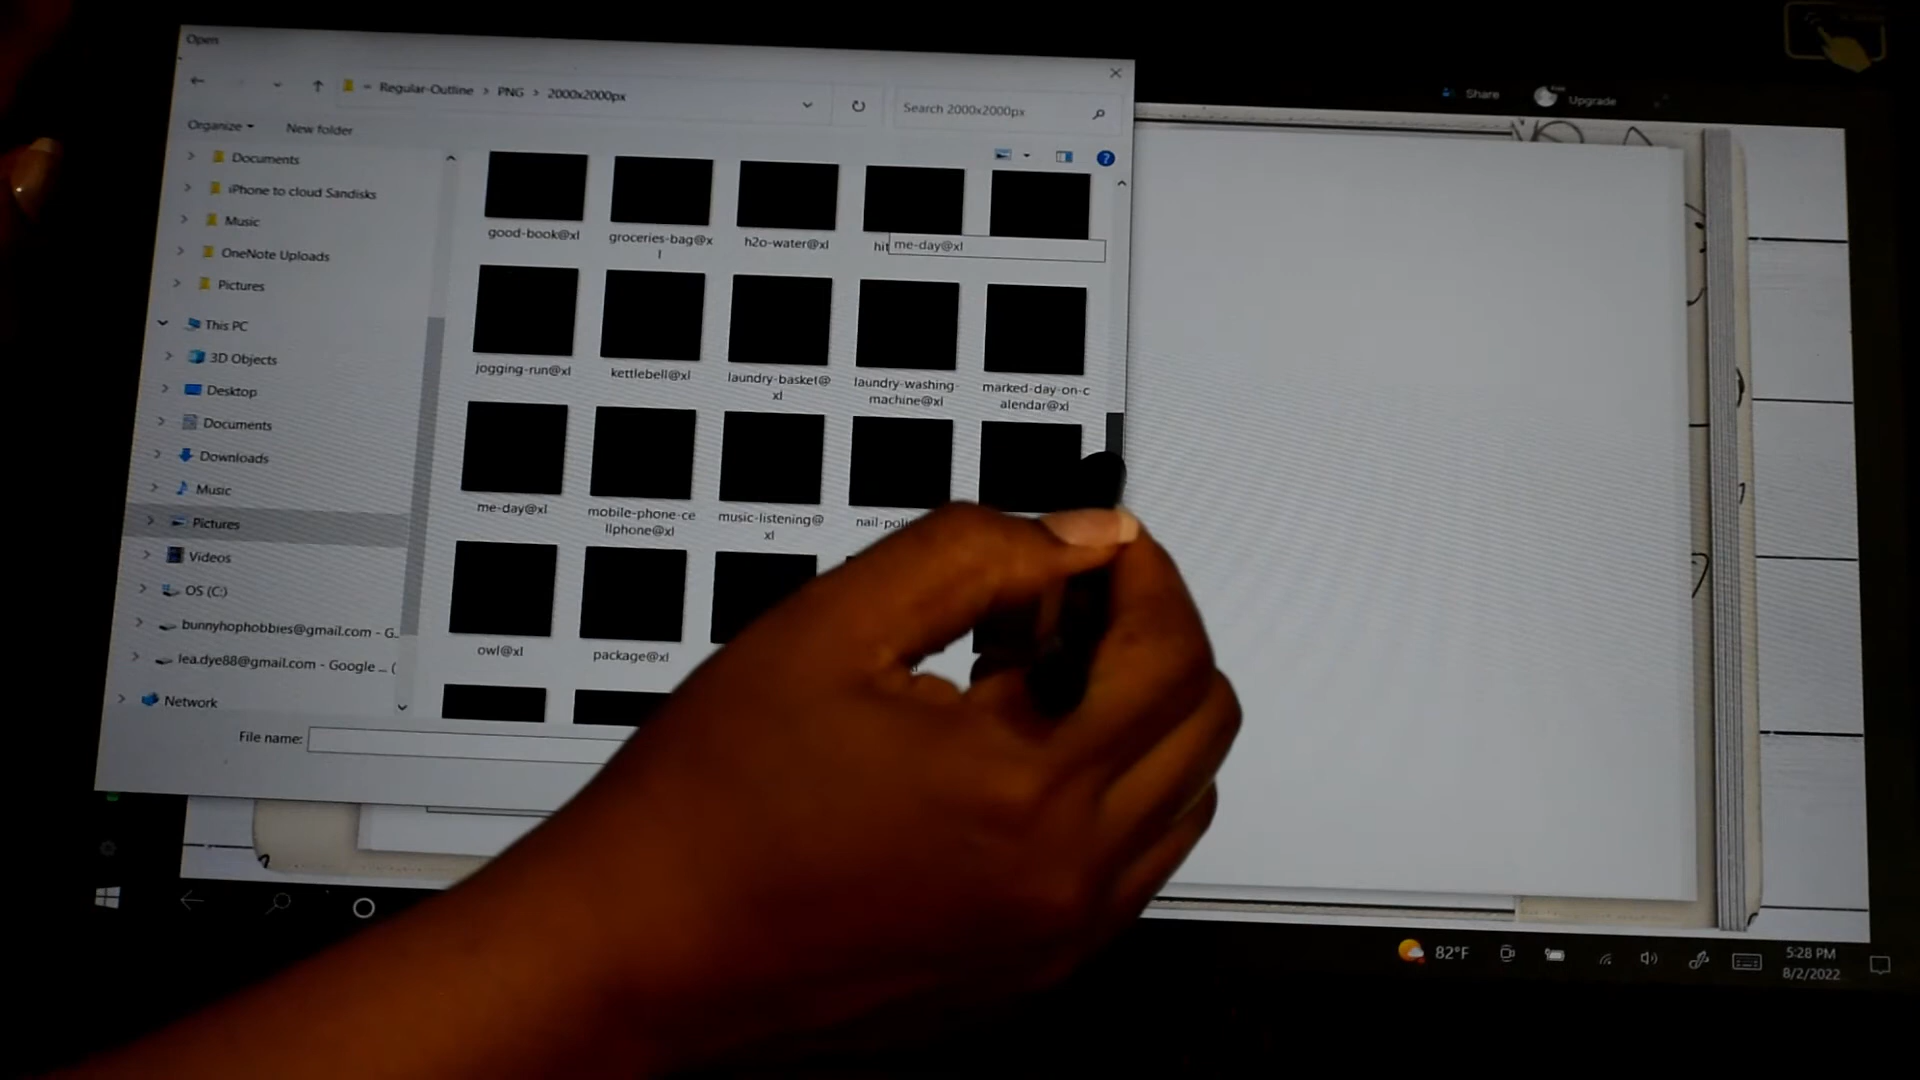 Open
Regular-Outline > PNG > 2000x2000px
Search 2000x2000px
Share
Upgrade
Organize
New folder
Documents
iPhone to cloud Sandisks
Music
OneNote Uploads
Pictures
This PC
3D Objects
Desktop
Documents
Downloads
Music
Pictures
Videos
OS (C:)
bunnyhophobbies@gmail.com - G...
lea.dye88@gmail.com - Google ... (
Network
good-book@xl
groceries-bag@x
l
h2o-water@xl
hit
me-day@xl
jogging-run@xl
kettlebell@xl
laundry-basket@
xl
laundry-washing-
machine@xl
marked-day-on-c
alendar@xl
me-day@xl
mobile-phone-ce
llphone@xl
music-listening@
xl
nail-poli
owl@xl
package@xl
File name:
82°F
5:28 PM
8/2/2022